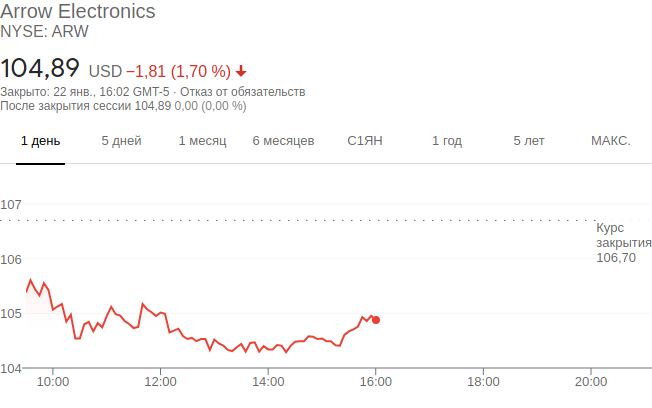 Arrow Electronics
NYSE: ARW
104,89 USD −1,81 (1,70 %)
Закрыто: 22 янв., 16:02 GMT-5 · Отказ от обязательств
После закрытия сессии 104,89 0,00 (0,00 %)
1 день 5 дней 1 месяц 6 месяцев С1ЯН 1 год 5 лет МАКС.
107
Курс
закрытия
106,70
106
105
104
10:00 12:00 14:00 16:00 18:00 20:00